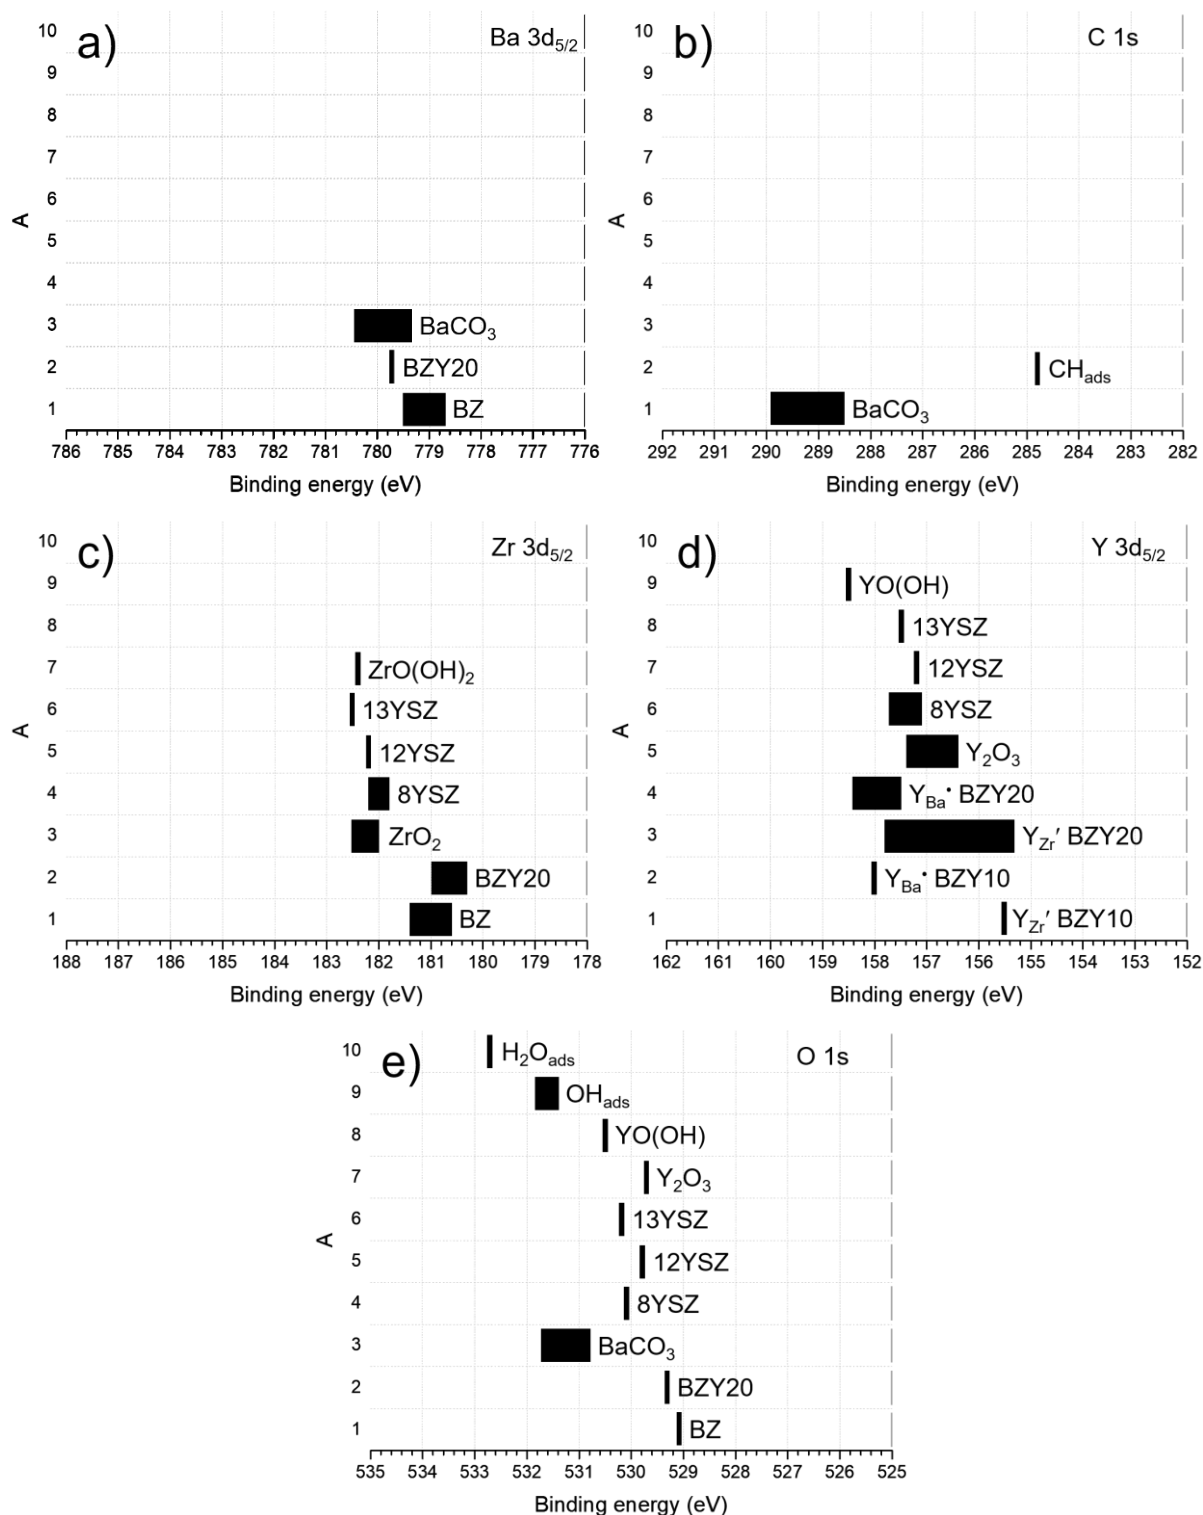 a)
Ba 3d5/2
10
9
8
7
6
5
4
3
2
1
A
BaCO3
BZY20
BZ
786 785 784 783 782 781 780 779 778 777 776
Binding energy (eV)
b)
C 1s
10
9
8
7
6
5
4
3
2
1
A
CHads
BaCO3
292 291 290 289 288 287 286 285 284 283 282
Binding energy (eV)
c)
Zr 3d5/2
10
9
8
7
6
5
4
3
2
1
A
ZrO(OH)2
13YSZ
12YSZ
8YSZ
ZrO2
BZY20
BZ
188 187 186 185 184 183 182 181 180 179 178
Binding energy (eV)
d)
Y 3d5/2
10
9
8
7
6
5
4
3
2
1
A
YO(OH)
13YSZ
12YSZ
8YSZ
Y2O3
YBa• BZY20
YZr′ BZY20
YBa• BZY10
YZr′ BZY10
162 161 160 159 158 157 156 155 154 153 152
Binding energy (eV)
e)
O 1s
10
9
8
7
6
5
4
3
2
1
A
H2Oads
OHads
YO(OH)
Y2O3
13YSZ
12YSZ
8YSZ
BaCO3
BZY20
BZ
535 534 533 532 531 530 529 528 527 526 525
Binding energy (eV)